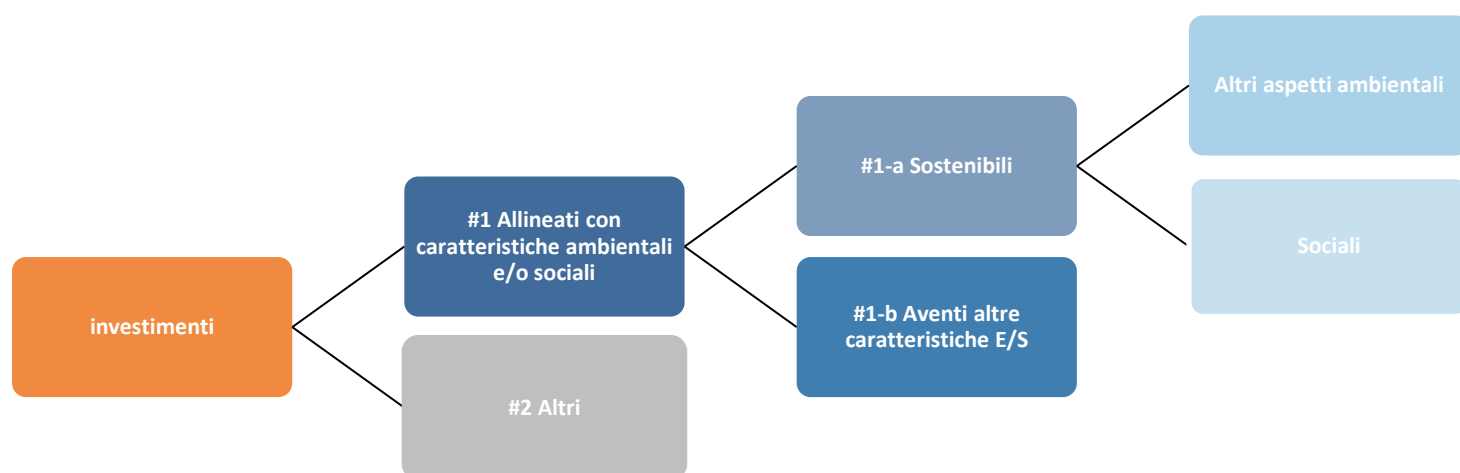 investimenti
#1 Allineati con
caratteristiche ambientali
e/o sociali
#2 Altri
#1-a Sostenibili
#1-b Aventi altre
caratteristiche E/S
Altri aspetti ambientali
Sociali